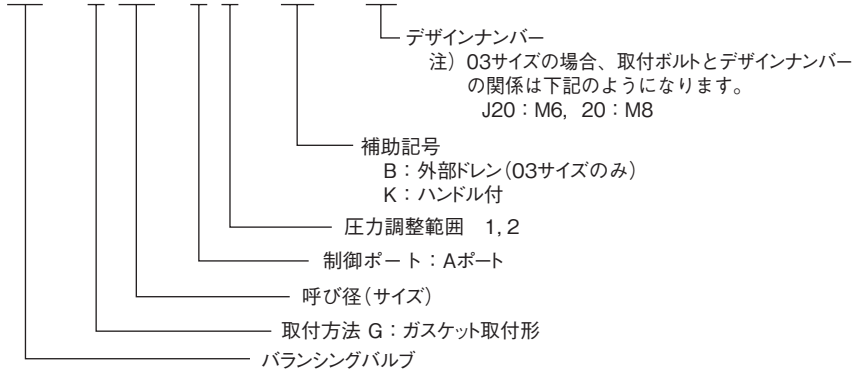 デザインナンバー
注）03サイズの場合、取付ボルトとデザインナンバー
の関係は下記のようになります。
J20：M6，20：M8
補助記号
B：外部ドレン（03サイズのみ）
K：ハンドル付
圧力調整範囲　1，2
制御ポート：Aポート
呼び径（サイズ）
取付方法 G：ガスケット取付形
バランシングバルブ